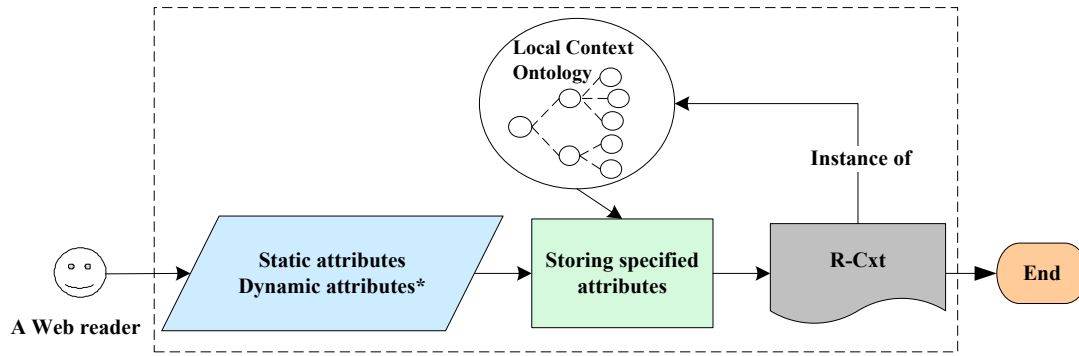 Local Context
Ontology
Instance of
Static attributes
Dynamic attributes*
Storing specified
attributes
R-Cxt
End
A Web reader